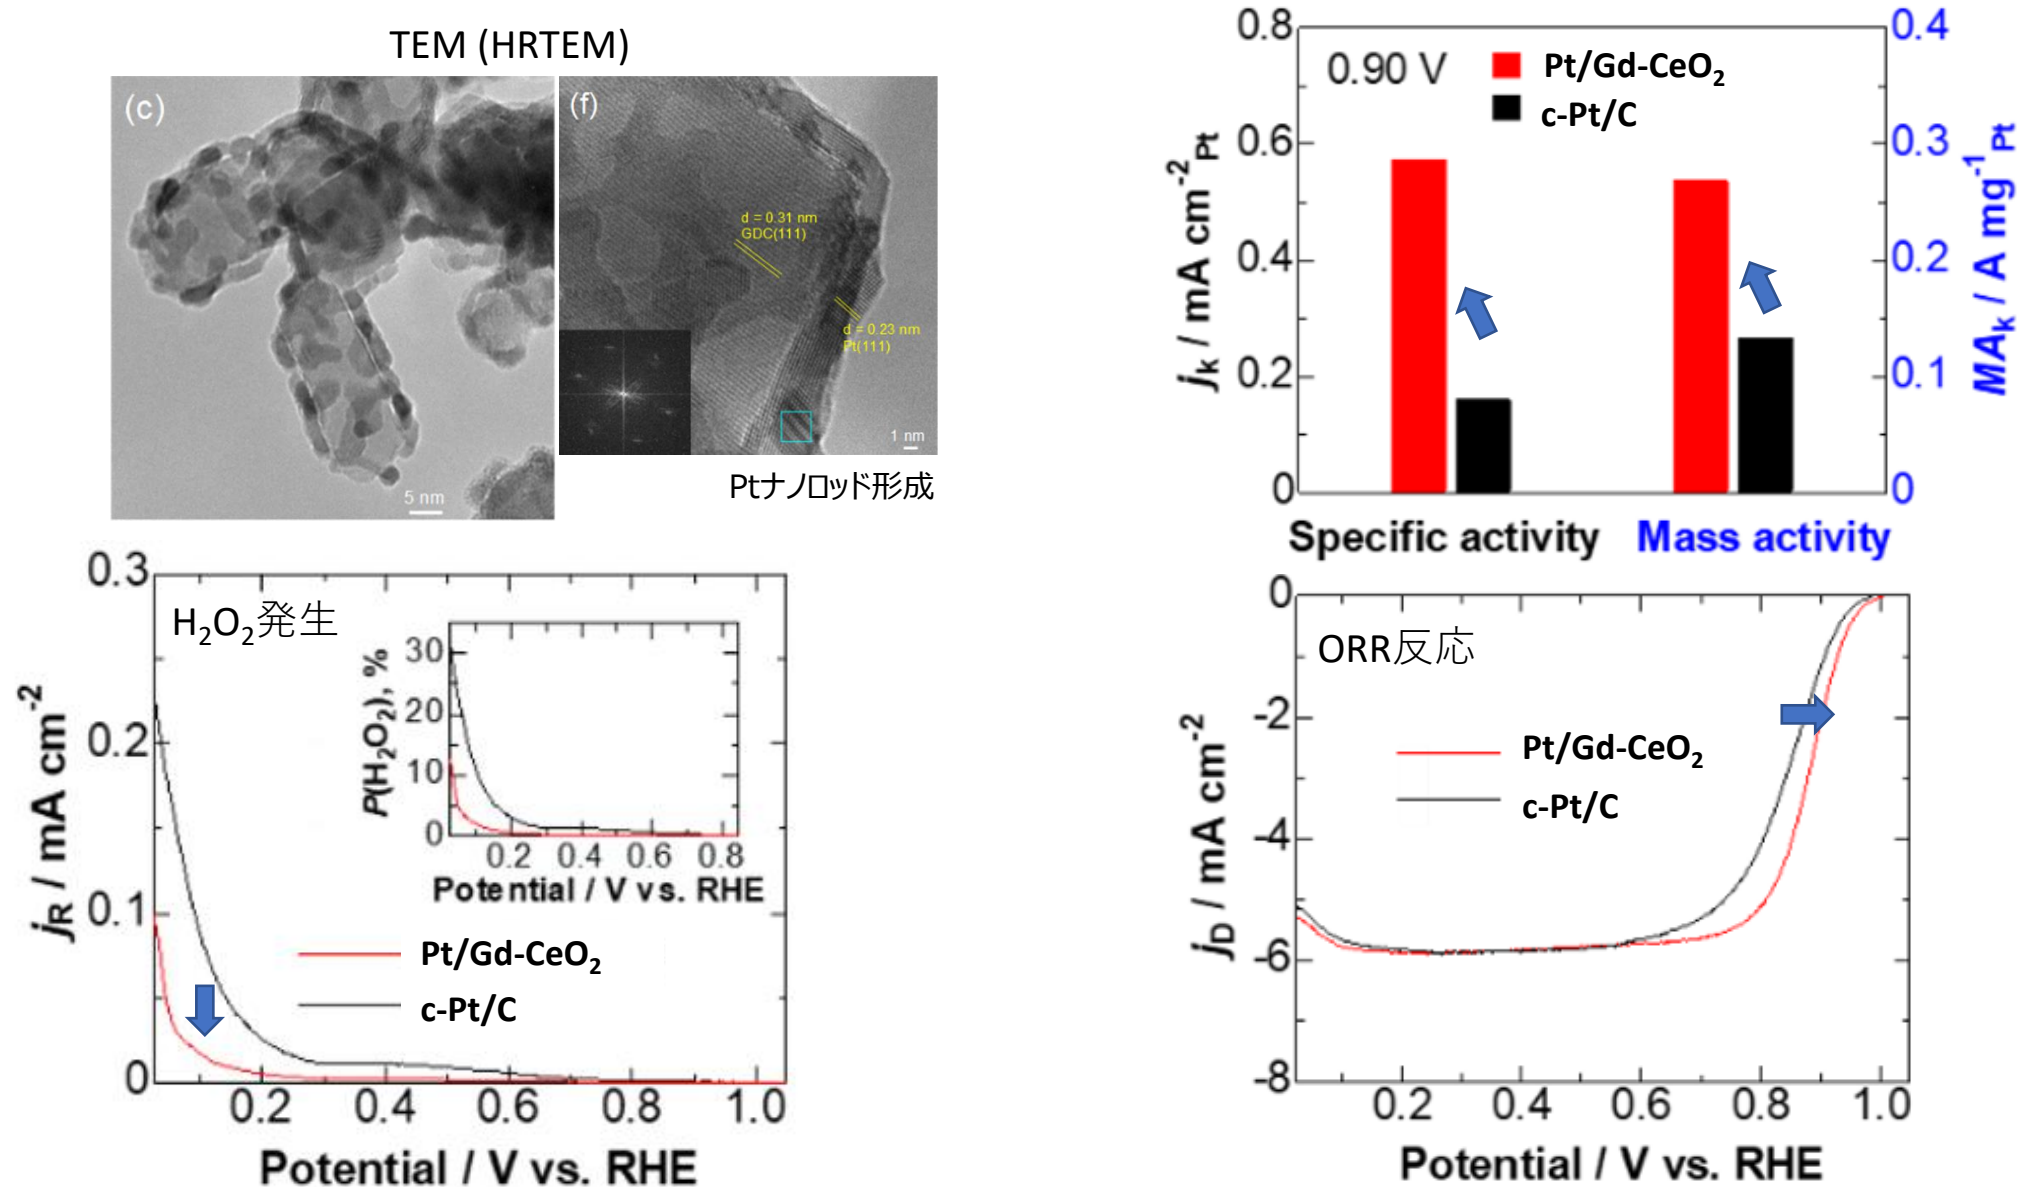 TEM (HRTEM)
(c)
5 nm
(f)
d = 0.31 nm
GDC(111)
d = 0.23 nm
Pt(111)
1 nm
Ptナノロッド形成
0.90 V
Pt/Gd-CeO2
c-Pt/C
0.8
0.6
0.4
0.2
0
jk / mA cm-2Pt
0.4
0.3
0.2
0.1
0
MAk / A mg-1Pt
Specific activity
Mass activity
H2O2発生
0.3
0.2
0.1
0
jR / mA cm-2
30
20
10
0
P(H2O2), %
0.2 0.4 0.6 0.8
Potential / V vs. RHE
Pt/Gd-CeO2
c-Pt/C
0.2 0.4 0.6 0.8 1.0
Potential / V vs. RHE
ORR反応
0
-2
-4
-6
-8
jD / mA cm-2
Pt/Gd-CeO2
c-Pt/C
0.2 0.4 0.6 0.8 1.0
Potential / V vs. RHE